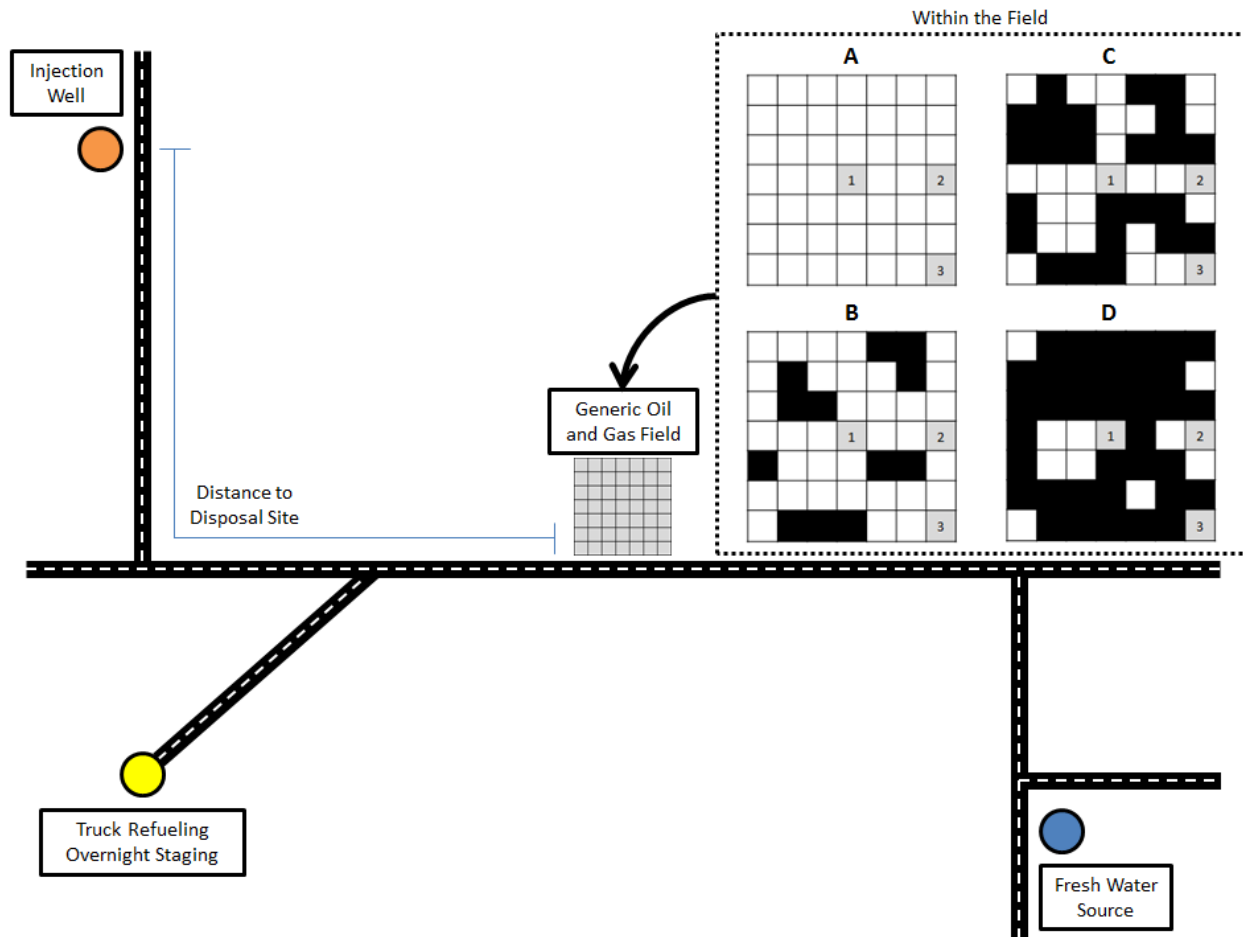 Within the Field
Injection
Well
A
C
1
2
3
1
2
3
B
D
1
2
3
1
2
3
Generic Oil
and Gas Field
Distance to
Disposal Site
Truck Refueling
Overnight Staging
Fresh Water
Source